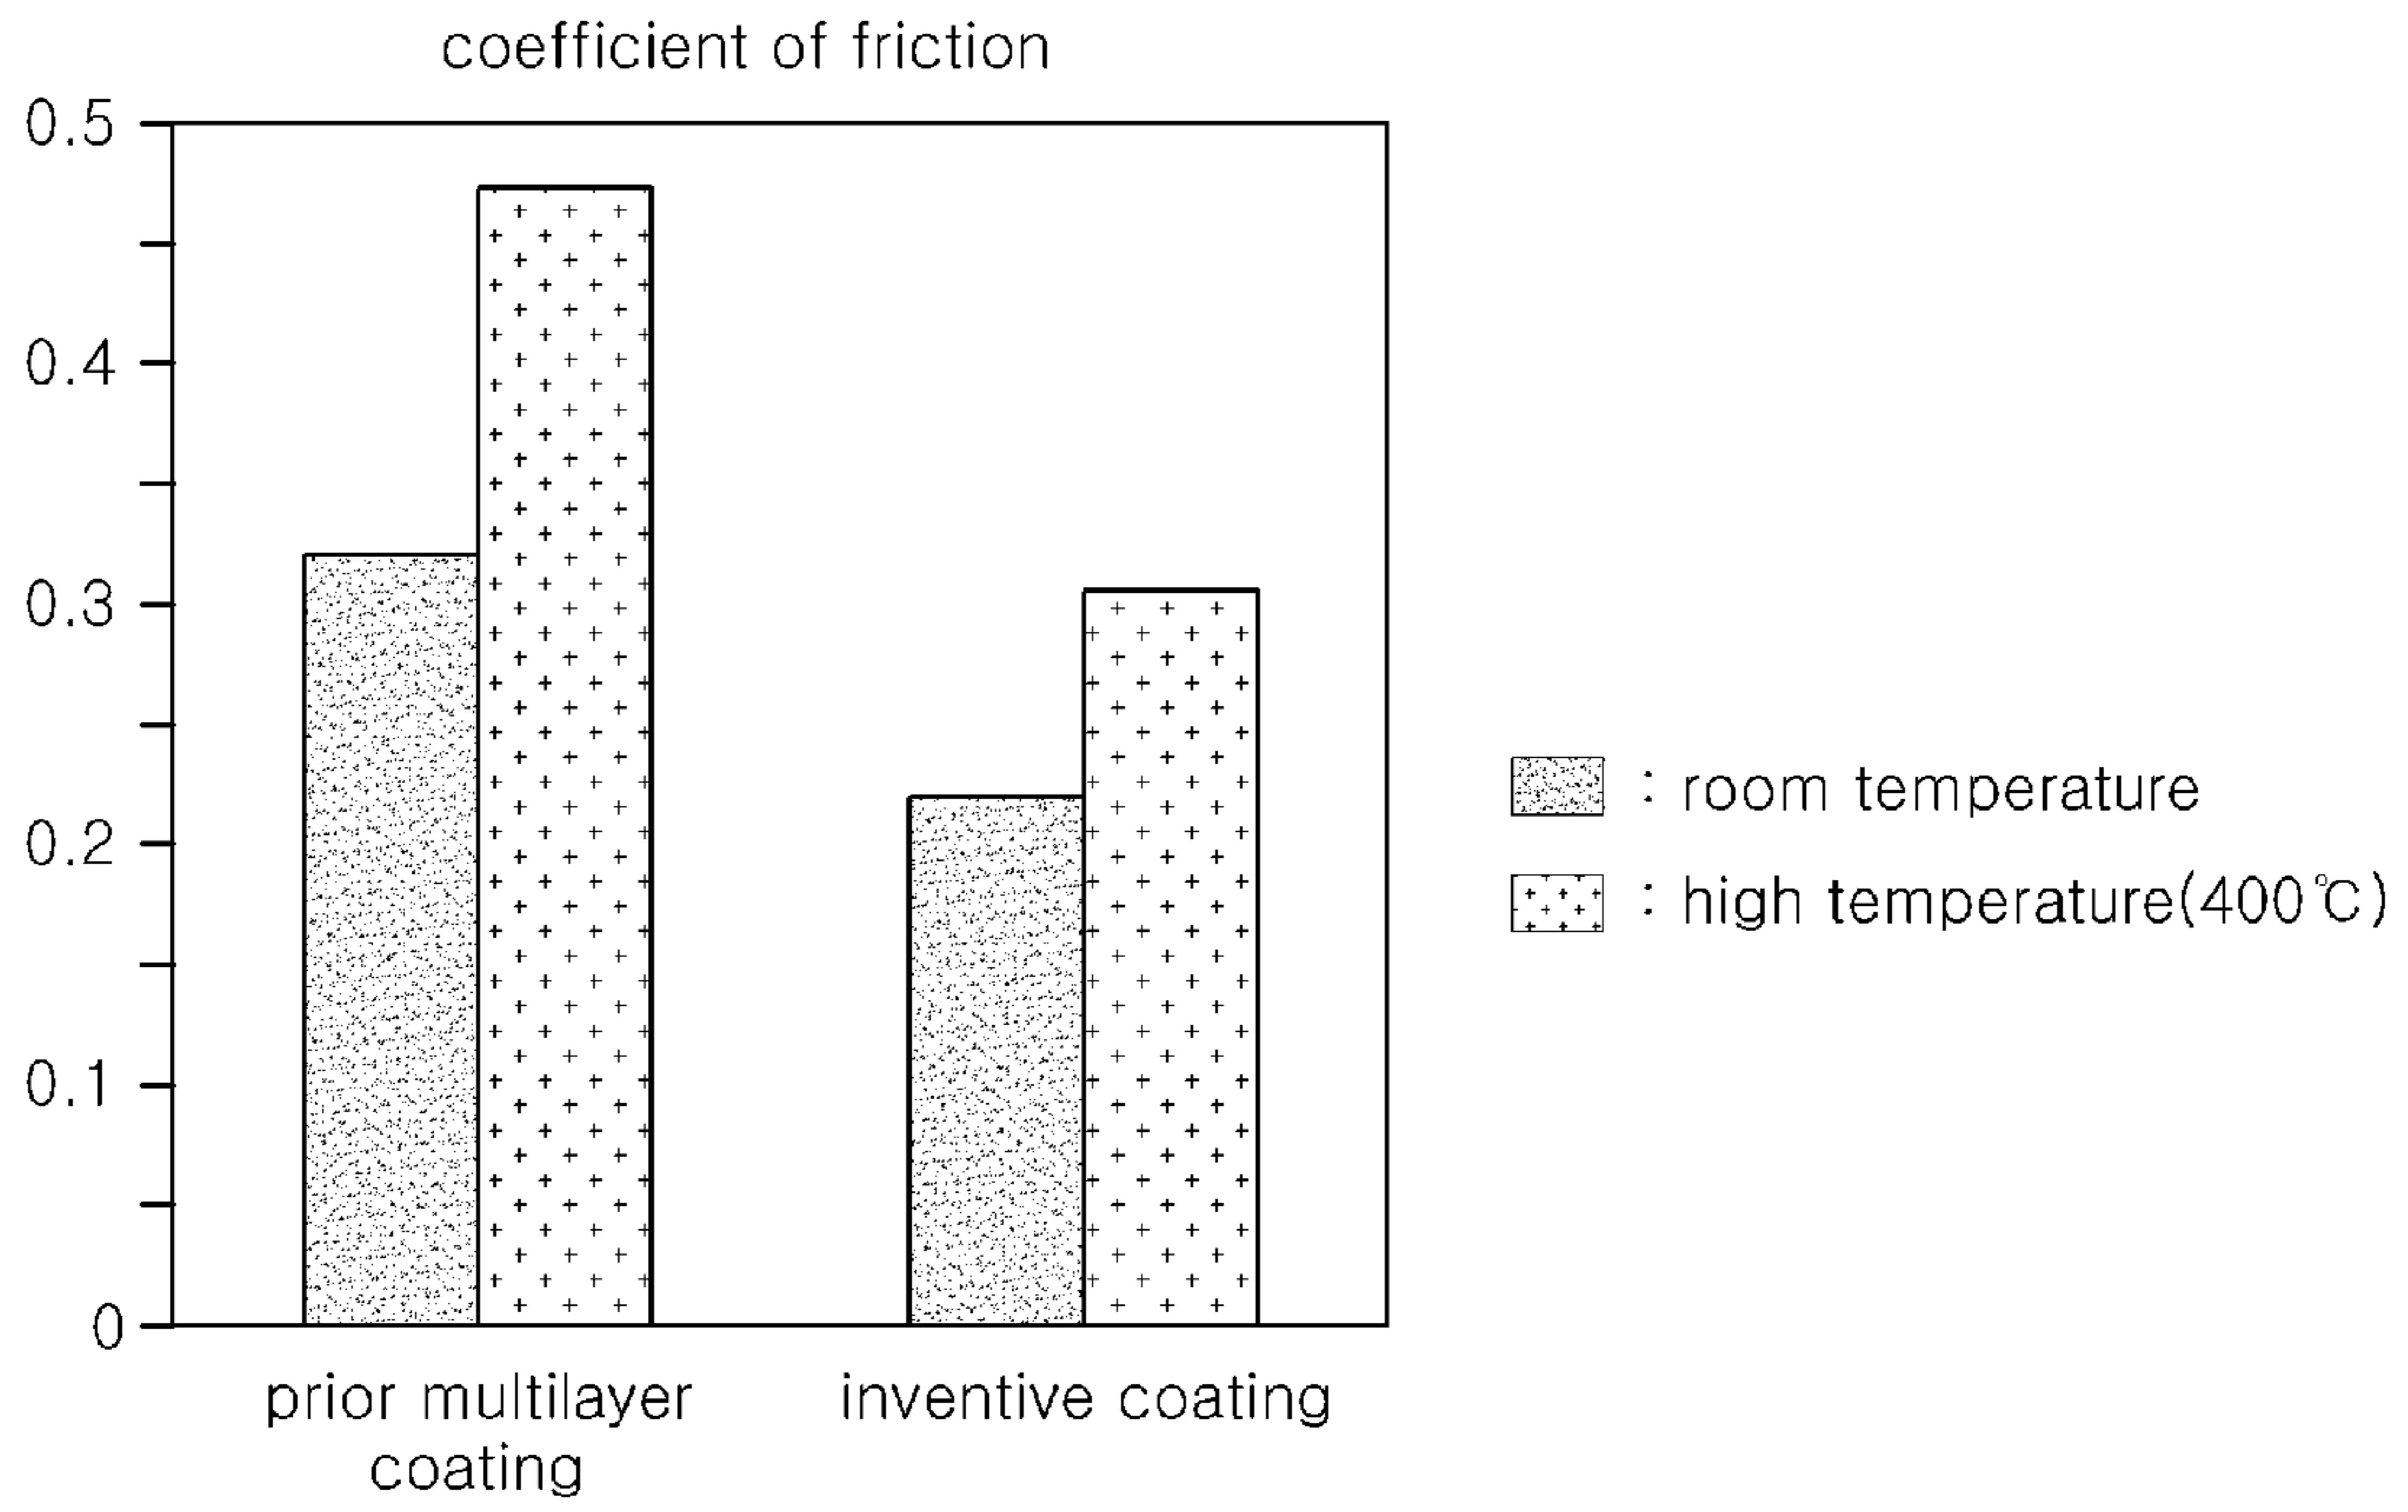 coefficient of friction
0.5
0.4
0.3
0.2
0.1
0
prior multilayer
coating
inventive coating
: room temperature
: high temperature(400℃)